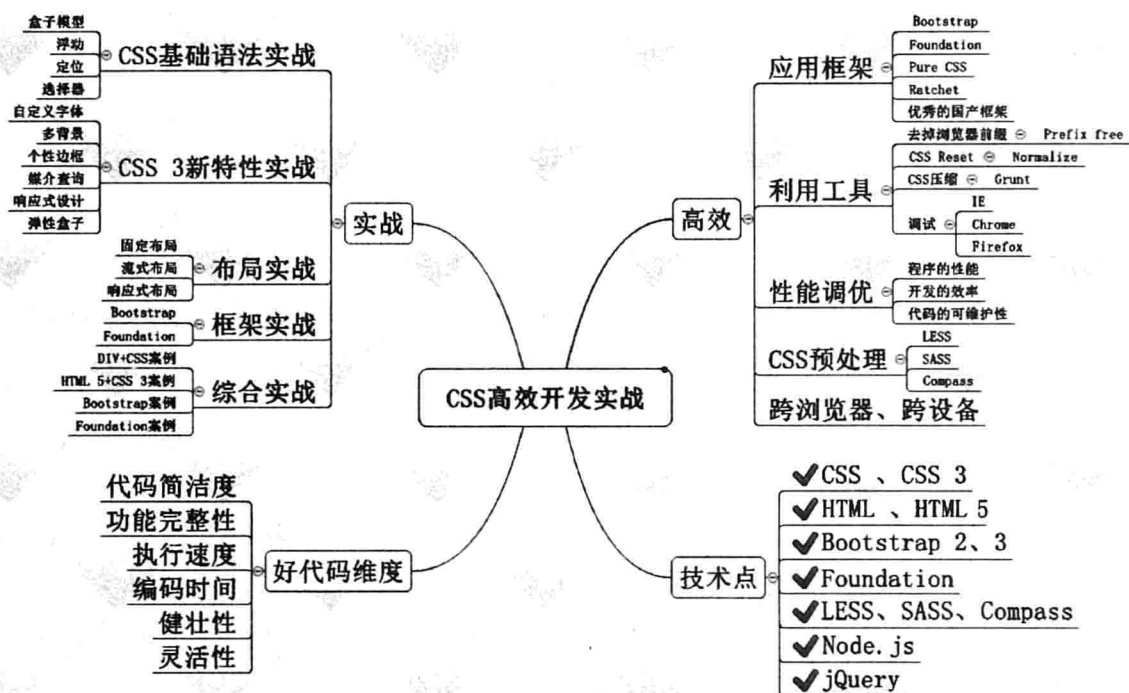 CSS高效开发实战
实战
CSS基础语法实战
盒子模型
浮动
定位
选择器
CSS 3新特性实战
自定义字体
多背景
个性边框
媒介查询
响应式设计
弹性盒子
布局实战
固定布局
流式布局
响应式布局
框架实战
Bootstrap
Foundation
综合实战
DIV+CSS案例
HTML 5+CSS 3案例
Bootstrap案例
Foundation案例
好代码维度
代码简洁度
功能完整性
执行速度
编码时间
健壮性
灵活性
高效
应用框架
Bootstrap
Foundation
Pure CSS
Ratchet
优秀的国产框架
利用工具
去掉浏览器前缀 Prefix free
CSS Reset Normalize
CSS压缩 Grunt
调试
IE
Chrome
Firefox
性能调优
程序的性能
开发的效率
代码的可维护性
CSS预处理
LESS
SASS
Compass
跨浏览器、跨设备
技术点
CSS 、CSS 3
HTML 、HTML 5
Bootstrap 2、3
Foundation
LESS、SASS、Compass
Node.js
jQuery